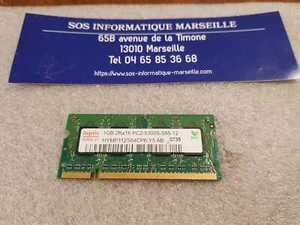 SOS INFORMATIQUE MARSEILLE
65B avenue de la Timone
13010 Marseille
Tel 04 65 85 36 68
https://www.sos-informatique-marseille.com/
hynix
1GB 2Rx16 PC2-5300S-555-12
HYMP112S64CP6-Y5 AB 0735